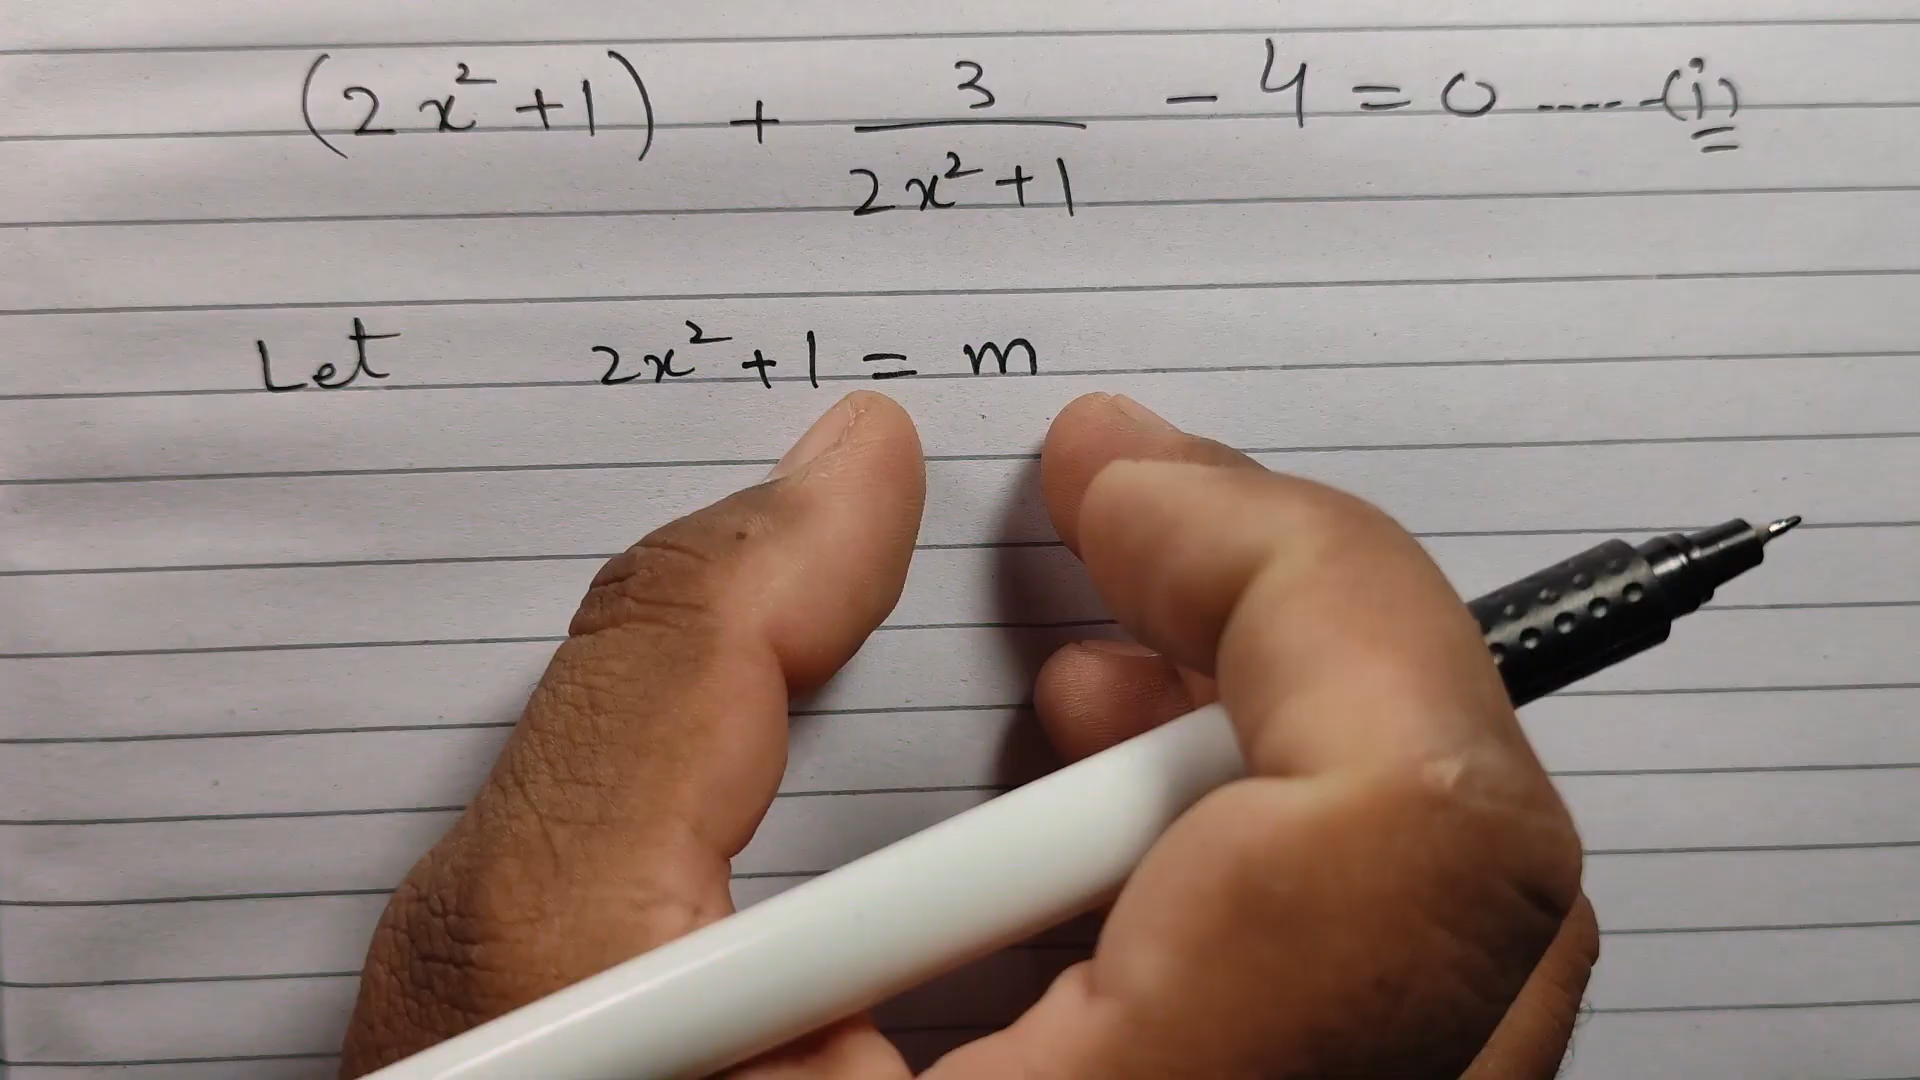 (2x²+1) + 3/(2x²+1) - 4 = 0 ----- (i)
Let 2x²+1 = m